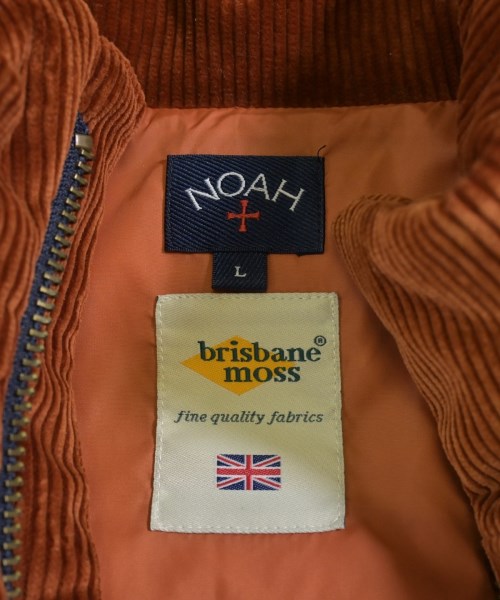 NOAH
L
brisbane®
moss
fine quality fabrics